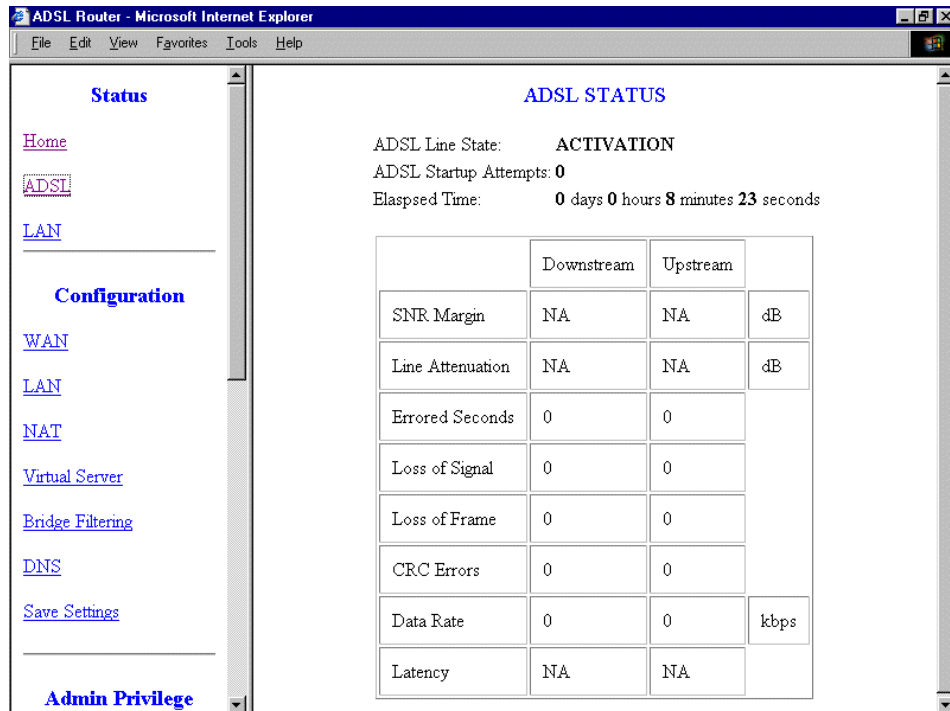 ADSL Router - Microsoft Internet Explorer
File Edit View Favorites Tools Help
Status
Home
ADSL
LAN
Configuration
WAN
LAN
NAT
Virtual Server
Bridge Filtering
DNS
Save Settings
Admin Privilege
ADSL STATUS
ADSL Line State: ACTIVATION
ADSL Startup Attempts: 0
Elaspsed Time: 0 days 0 hours 8 minutes 23 seconds
Downstream Upstream
SNR Margin NA NA dB
Line Attenuation NA NA dB
Errored Seconds 0 0
Loss of Signal 0 0
Loss of Frame 0 0
CRC Errors 0 0
Data Rate 0 0 kbps
Latency NA NA